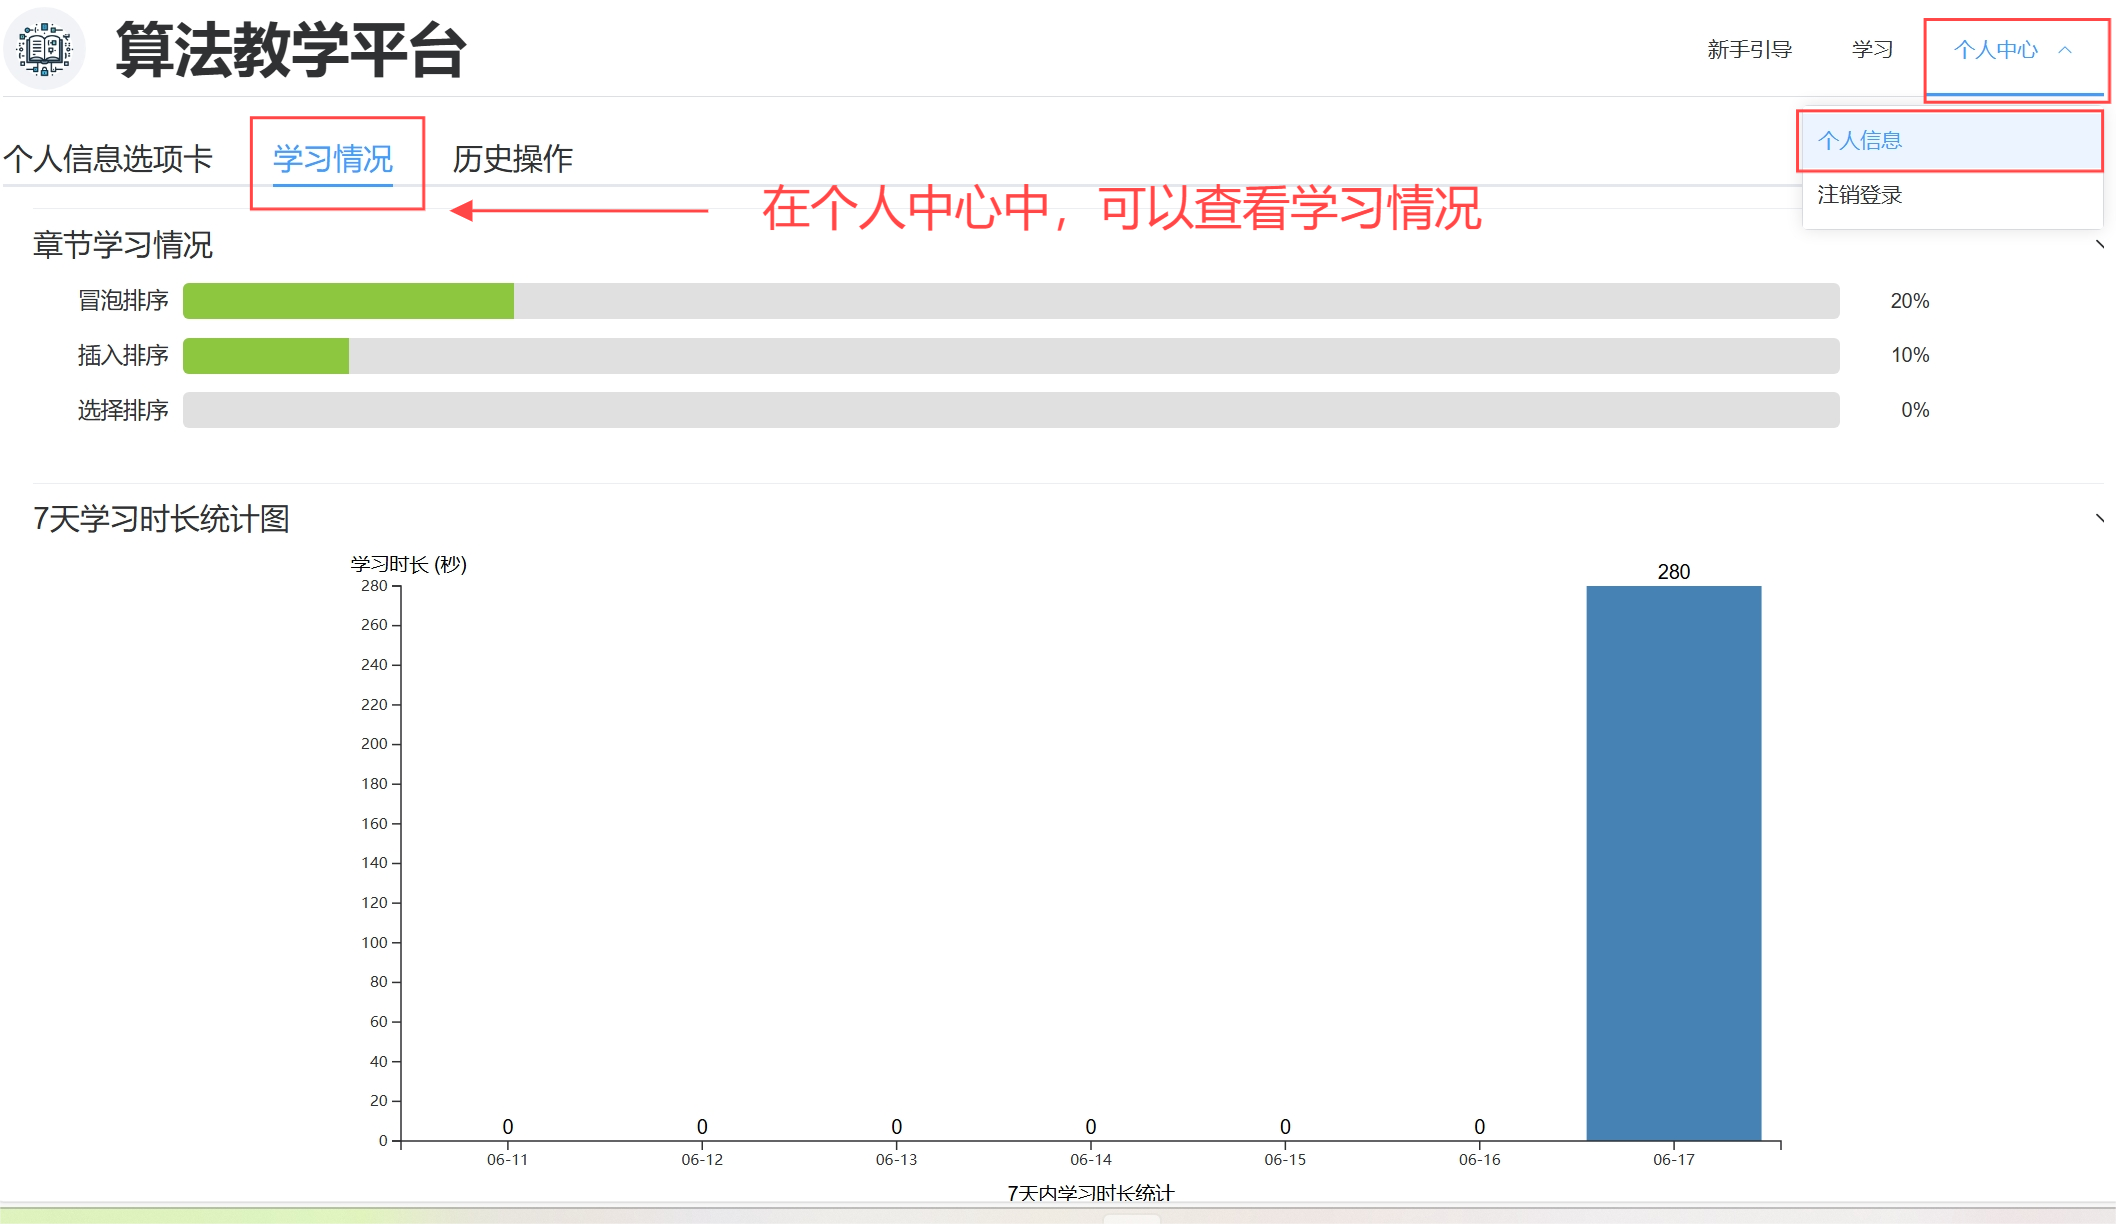 算法教学平台
新手引导 学习 个人中心
个人信息
注销登录
个人信息选项卡 学习情况 历史操作
在个人中心中，可以查看学习情况
章节学习情况
冒泡排序 20%
插入排序 10%
选择排序 0%
7天学习时长统计图
学习时长 (秒)
280
280
260
240
220
200
180
160
140
120
100
80
60
40
20
0
0 0 0 0 0 0
06-11 06-12 06-13 06-14 06-15 06-16 06-17
7天内学习时长统计